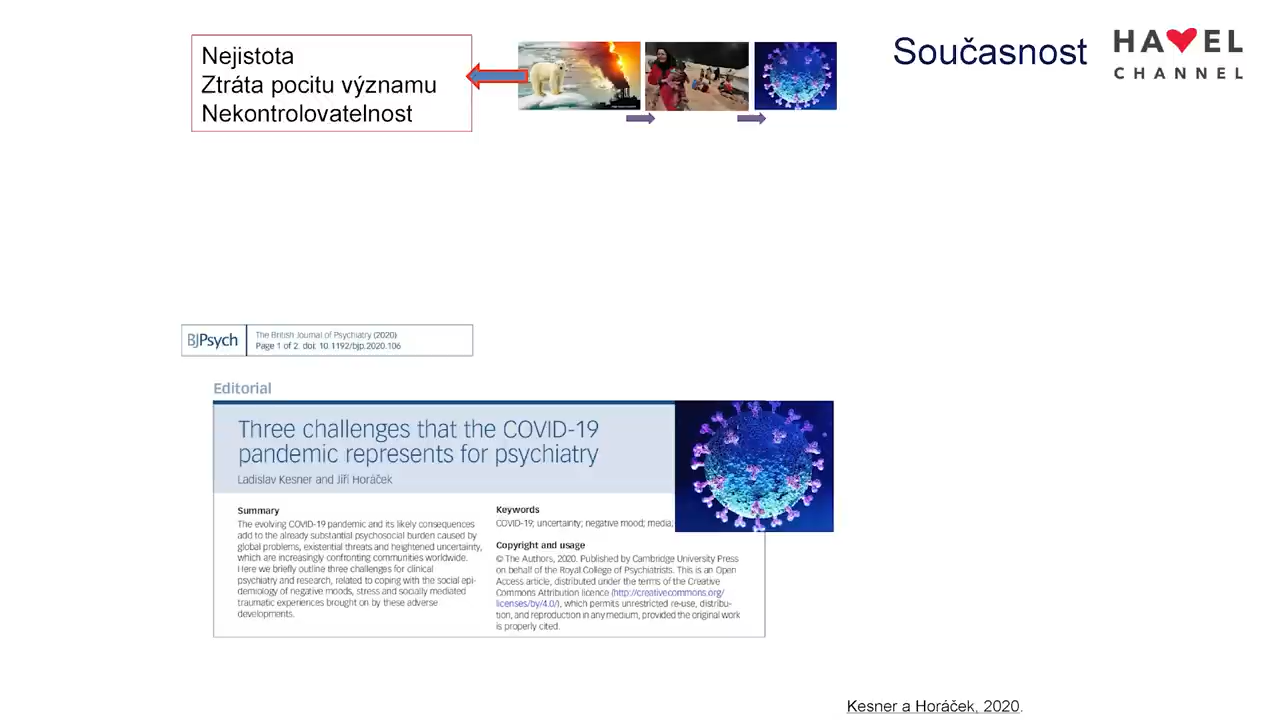 Nejistota
Ztráta pocitu významu
Nekontrolovatelnost
Současnost
HAVEL
CHANNEL
BJPsych
The British Journal of Psychiatry (2020)
Page 1 of 2. doi: 10.1192/bjp.2020.106
Editorial
Three challenges that the COVID-19
pandemic represents for psychiatry
Ladislav Kesner and Jiří Horáček
Summary
The evolving COVID-19 pandemic and its likely consequences
add to the already substantial psychosocial burden caused by
global problems, existential threats and heightened uncertainty,
which are increasingly confronting communities worldwide.
Here we briefly outline three challenges for clinical
psychiatry and research, related to coping with the social epi-
demiology of negative moods, stress and socially mediated
traumatic experiences brought on by these adverse
developments.
Keywords
COVID-19; uncertainty; negative mood; media;
Copyright and usage
© The Authors, 2020. Published by Cambridge University Press
on behalf of the Royal College of Psychiatrists. This is an Open
Access article, distributed under the terms of the Creative
Commons Attribution licence (http://creativecommons.org/
licenses/by/4.0/), which permits unrestricted re-use, distribu-
tion, and reproduction in any medium, provided the original work
is properly cited.
Kesner a Horáček, 2020.